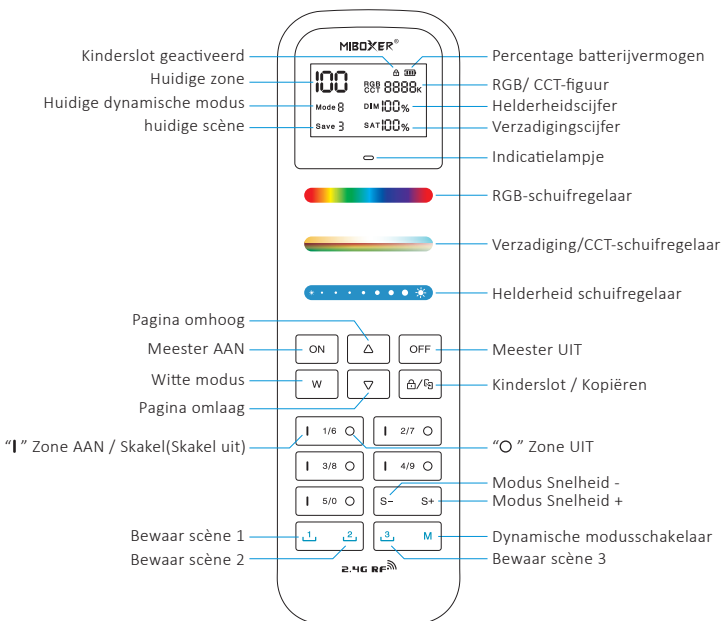 MIBOXER®
Kinderslot geactiveerd
Huidige zone
Huidige dynamische modus
huidige scène
Percentage batterijvermogen
RGB/ CCT-figuur
Helderheidscijfer
Verzadigingscijfer
Indicatielampje
100
RGB
CCT 8888K
Mode 8
DIM 100%
Save 3
SAT 100%
RGB-schuifregelaar
Verzadiging/CCT-schuifregelaar
Helderheid schuifregelaar
Pagina omhoog
Meester AAN
Witte modus
Pagina omlaag
ON
OFF
W
Meester UIT
Kinderslot / Kopiëren
"I" Zone AAN / Skakel(Skakel uit)
I 1/6 O
I 2/7 O
"O" Zone UIT
I 3/8 O
I 4/9 O
I 5/0 O
S- S+
Modus Snelheid -
Modus Snelheid +
Bewaar scène 1
Bewaar scène 2
1 2
3 M
Dynamische modusschakelaar
Bewaar scène 3
2.4G RF